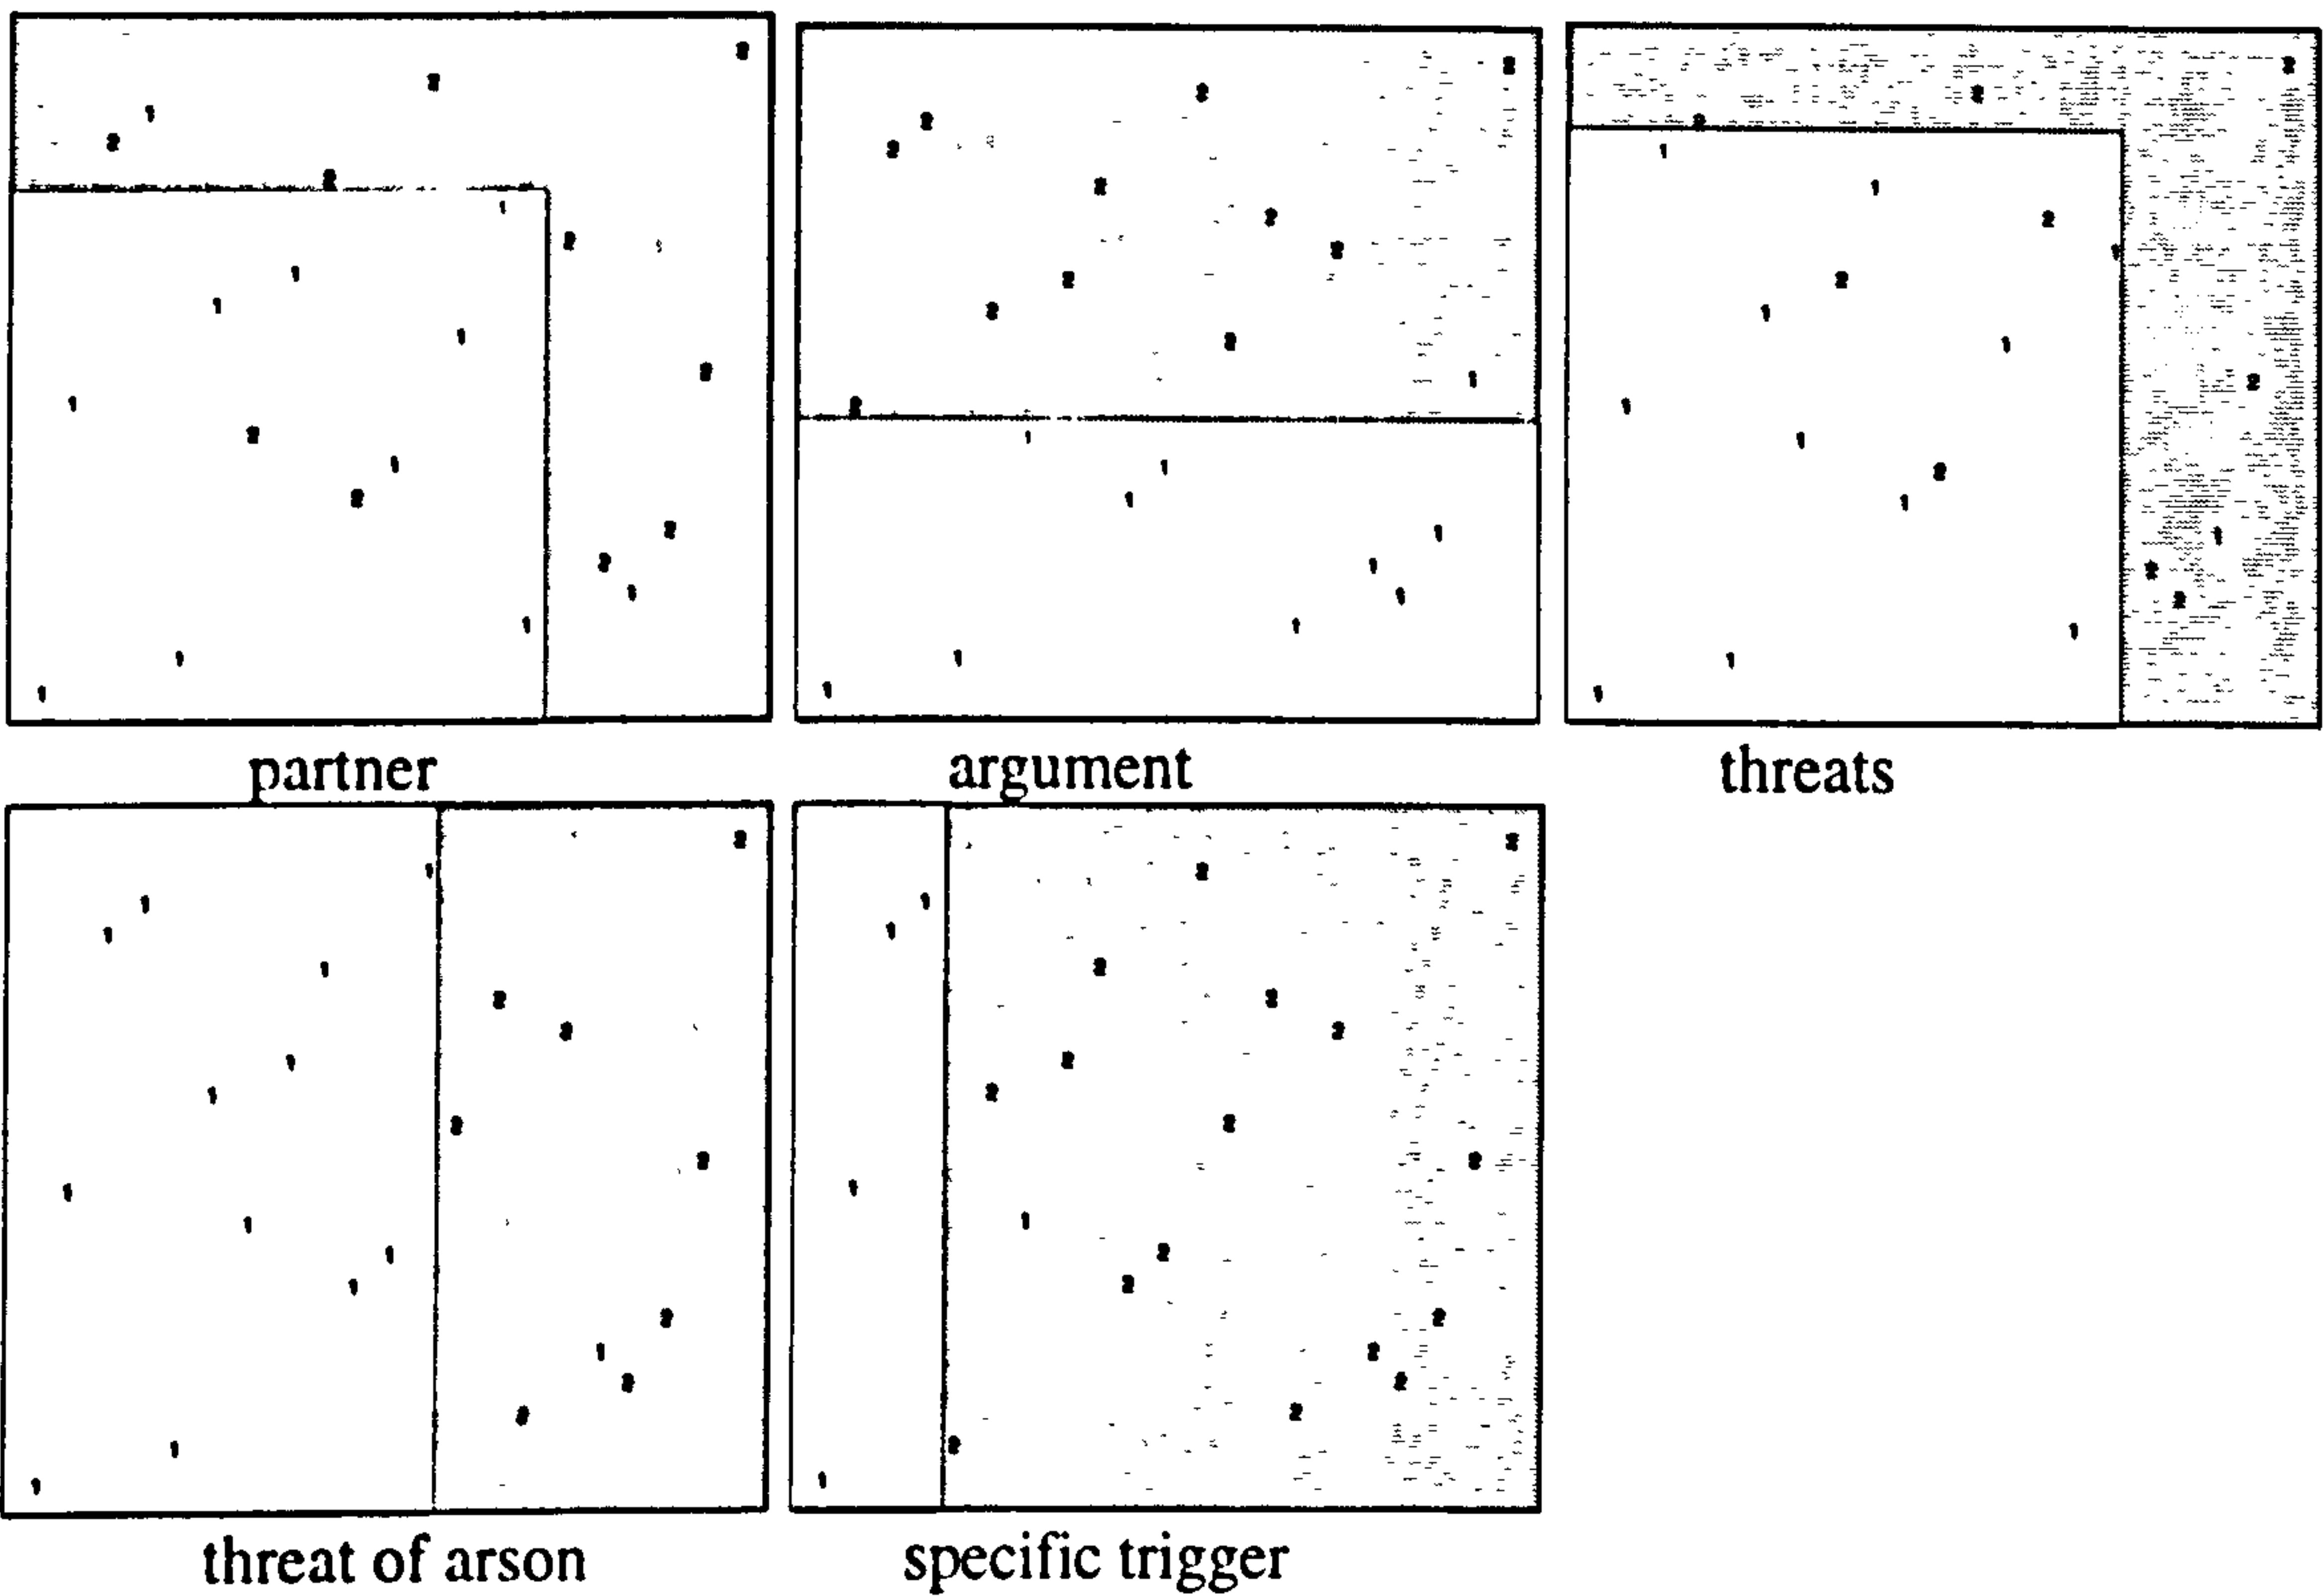 partner
argument
threats
threat of arson
specific trigger